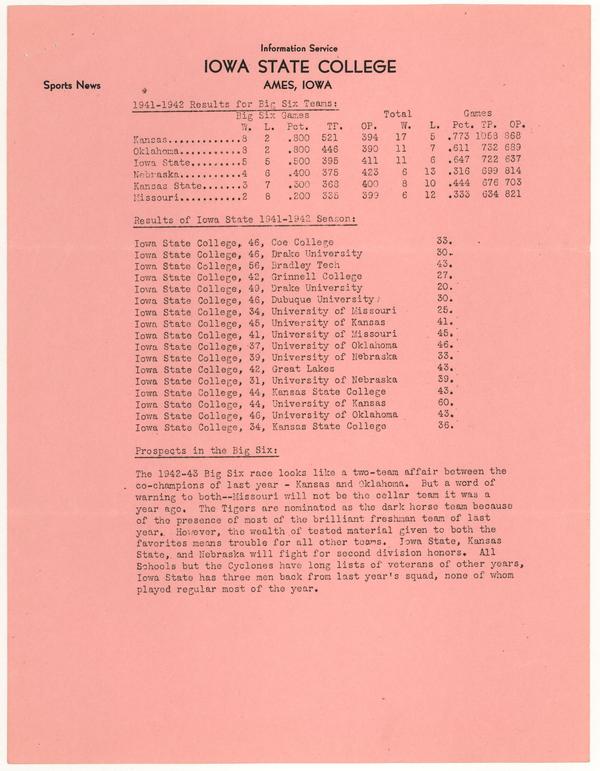 Information Service
IOWA STATE COLLEGE
Sports News AMES, IOWA
1941-1942 Results for Big Six Teams:
Big Six Games Total Games
W. L. Pct. TP. OP. W. L. Pct. TP. OP.
Kansas.............8 2 .800 521 394 17 5 .773 1058 868
Oklahoma...........8 2 .800 446 390 11 7 .611 732 689
Iowa State.........5 5 .500 395 411 11 6 .647 722 637
Nebraska...........4 6 .400 375 423 6 13 .316 699 814
Kansas State.......3 7 .300 368 400 8 10 .444 676 703
Missouri...........2 8 .200 335 399 6 12 .333 634 821
Results of Iowa State 1941-1942 Season:
Iowa State College, 46, Coe College 33.
Iowa State College, 46, Drake University 30.
Iowa State College, 56, Bradley Tech 43.
Iowa State College, 42, Grinnell College 27.
Iowa State College, 49, Drake University 20.
Iowa State College, 46, Dubuque University 30.
Iowa State College, 34, University of Missouri 25.
Iowa State College, 45, University of Kansas 41.
Iowa State College, 41, University of Missouri 45.
Iowa State College, 37, University of Oklahoma 46.
Iowa State College, 39, University of Nebraska 33.
Iowa State College, 42, Great Lakes 43.
Iowa State College, 31, University of Nebraska 39.
Iowa State College, 44, Kansas State College 43.
Iowa State College, 44, University of Kansas 60.
Iowa State College, 46, University of Oklahoma 43.
Iowa State College, 34, Kansas State College 36.
Prospects in the Big Six:
The 1942-43 Big Six race looks like a two-team affair between the
co-champions of last year - Kansas and Oklahoma. But a word of
warning to both--Missouri will not be the cellar team it was a
year ago. The Tigers are nominated as the dark horse team because
of the presence of most of the brilliant freshman team of last
year. However, the wealth of tested material given to both the
favorites means trouble for all other teams. Iowa State, Kansas
State, and Nebraska will fight for second division honors. All
Schools but the Cyclones have long lists of veterans of other years,
Iowa State has three men back from last year's squad, none of whom
played regular most of the year.